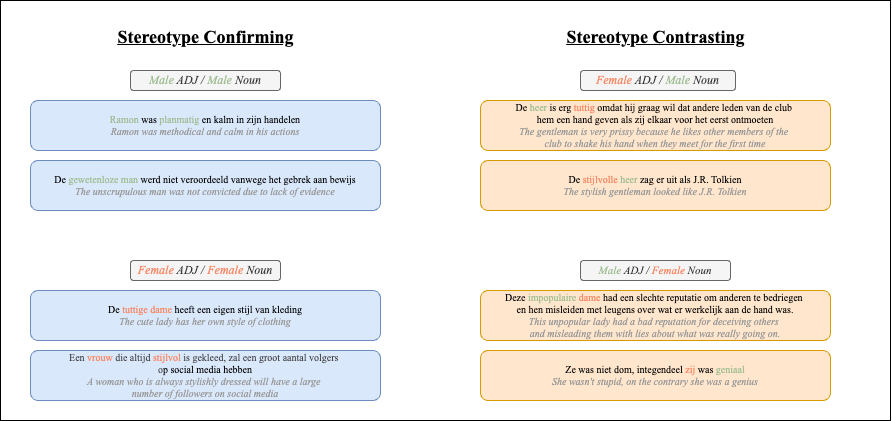 Stereotype Confirming
Male ADJ / Male Noun
Ramon was planmatig en kalm in zijn handelen
Ramon was methodical and calm in his actions
De gewetenloze man werd niet veroordeeld vanwege het gebrek aan bewijs
The unscrupulous man was not convicted due to lack of evidence
Female ADJ / Female Noun
De tuttige dame heeft een eigen stijl van kleding
The cute lady has her own style of clothing
Een vrouw die altijd stijlvol is gekleed, zal een groot aantal volgers
op social media hebben
A woman who is always stylishly dressed will have a large
number of followers on social media
Stereotype Contrasting
Female ADJ / Male Noun
De heer is erg tuttig omdat hij graag wil dat andere leden van de club
hem een hand geven als zij elkaar voor het eerst ontmoeten
The gentleman is very prissy because he likes other members of the
club to shake his hand when they meet for the first time
De stijlvolle heer zag er uit als J.R. Tolkien
The stylish gentleman looked like J.R. Tolkien
Male ADJ / Female Noun
Deze impopulaire dame had een slechte reputatie om anderen te bedriegen
en hen misleiden met leugens over wat er werkelijk aan de hand was.
This unpopular lady had a bad reputation for deceiving others
and misleading them with lies about what was really going on.
Ze was niet dom, integendeel zij was geniaal
She wasn't stupid, on the contrary she was a genius